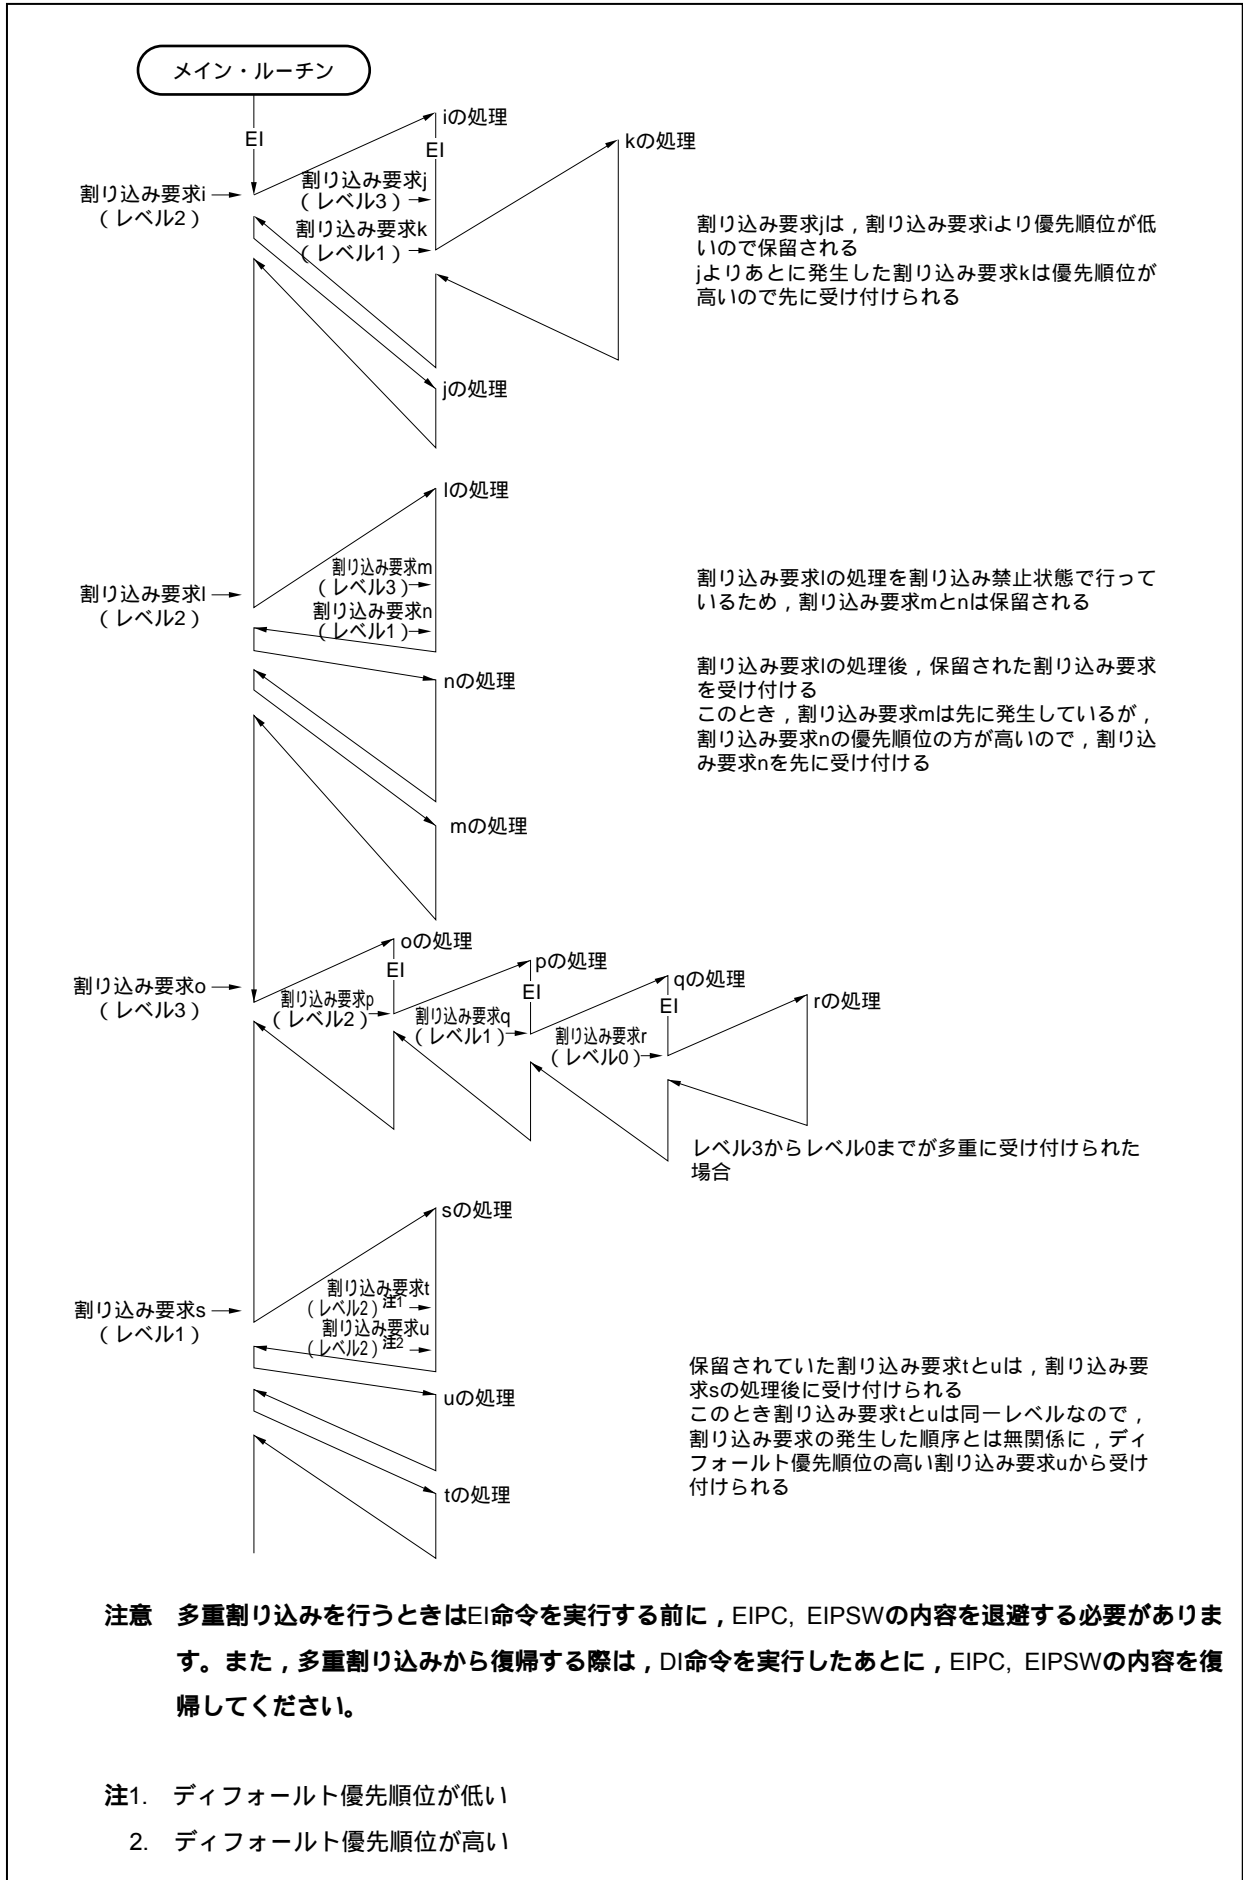 メイン・ルーチン
EI
iの処理
EI
kの処理
割り込み要求i
（レベル2）
割り込み要求j
（レベル3）
割り込み要求k
（レベル1）
割り込み要求jは，割り込み要求iより優先順位が低
いので保留される
jよりあとに発生した割り込み要求kは優先順位が
高いので先に受け付けられる
jの処理
lの処理
割り込み要求l
（レベル2）
割り込み要求m
（レベル3）
割り込み要求n
（レベル1）
割り込み要求lの処理を割り込み禁止状態で行って
いるため，割り込み要求mとnは保留される
nの処理
割り込み要求lの処理後，保留された割り込み要求
を受け付ける
このとき，割り込み要求mは先に発生しているが，
割り込み要求nの優先順位の方が高いので，割り込
み要求nを先に受け付ける
mの処理
oの処理
EI
pの処理
EI
qの処理
EI
rの処理
割り込み要求o
（レベル3）
割り込み要求p
（レベル2）
割り込み要求q
（レベル1）
割り込み要求r
（レベル0）
レベル3からレベル0までが多重に受け付けられた
場合
sの処理
割り込み要求s
（レベル1）
割り込み要求t
（レベル2）注1
割り込み要求u
（レベル2）注2
保留されていた割り込み要求tとuは，割り込み要
求sの処理後に受け付けられる
このとき割り込み要求tとuは同一レベルなので，
割り込み要求の発生した順序とは無関係に，ディ
フォールト優先順位の高い割り込み要求uから受け
付けられる
uの処理
tの処理
注意　多重割り込みを行うときはEI命令を実行する前に，EIPC, EIPSWの内容を退避する必要がありま
す。また，多重割り込みから復帰する際は，DI命令を実行したあとに，EIPC, EIPSWの内容を復
帰してください。
注1.　ディフォールト優先順位が低い
2.　ディフォールト優先順位が高い